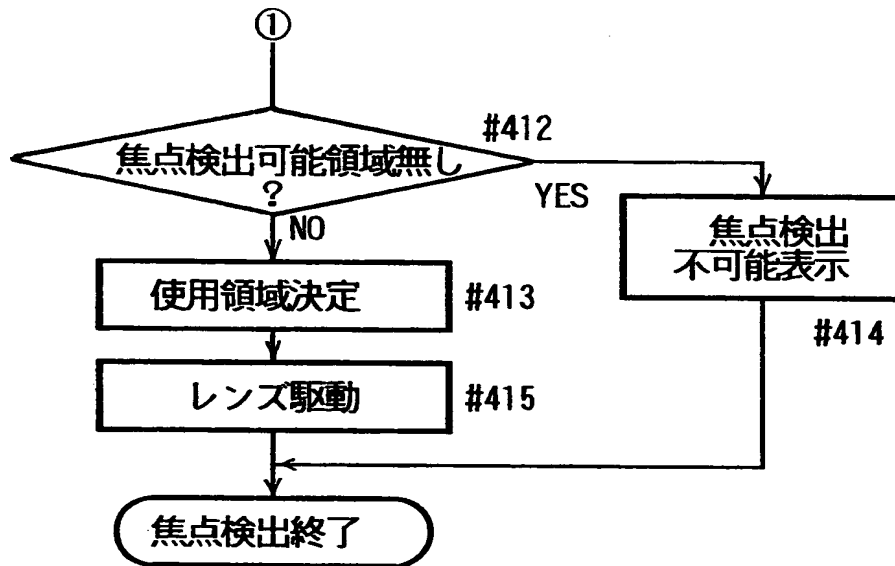 ①
#412
焦点検出可能領域無し
?
YES
NO
焦点検出
不可能表示
使用領域決定
#413
#414
レンズ駆動
#415
焦点検出終了